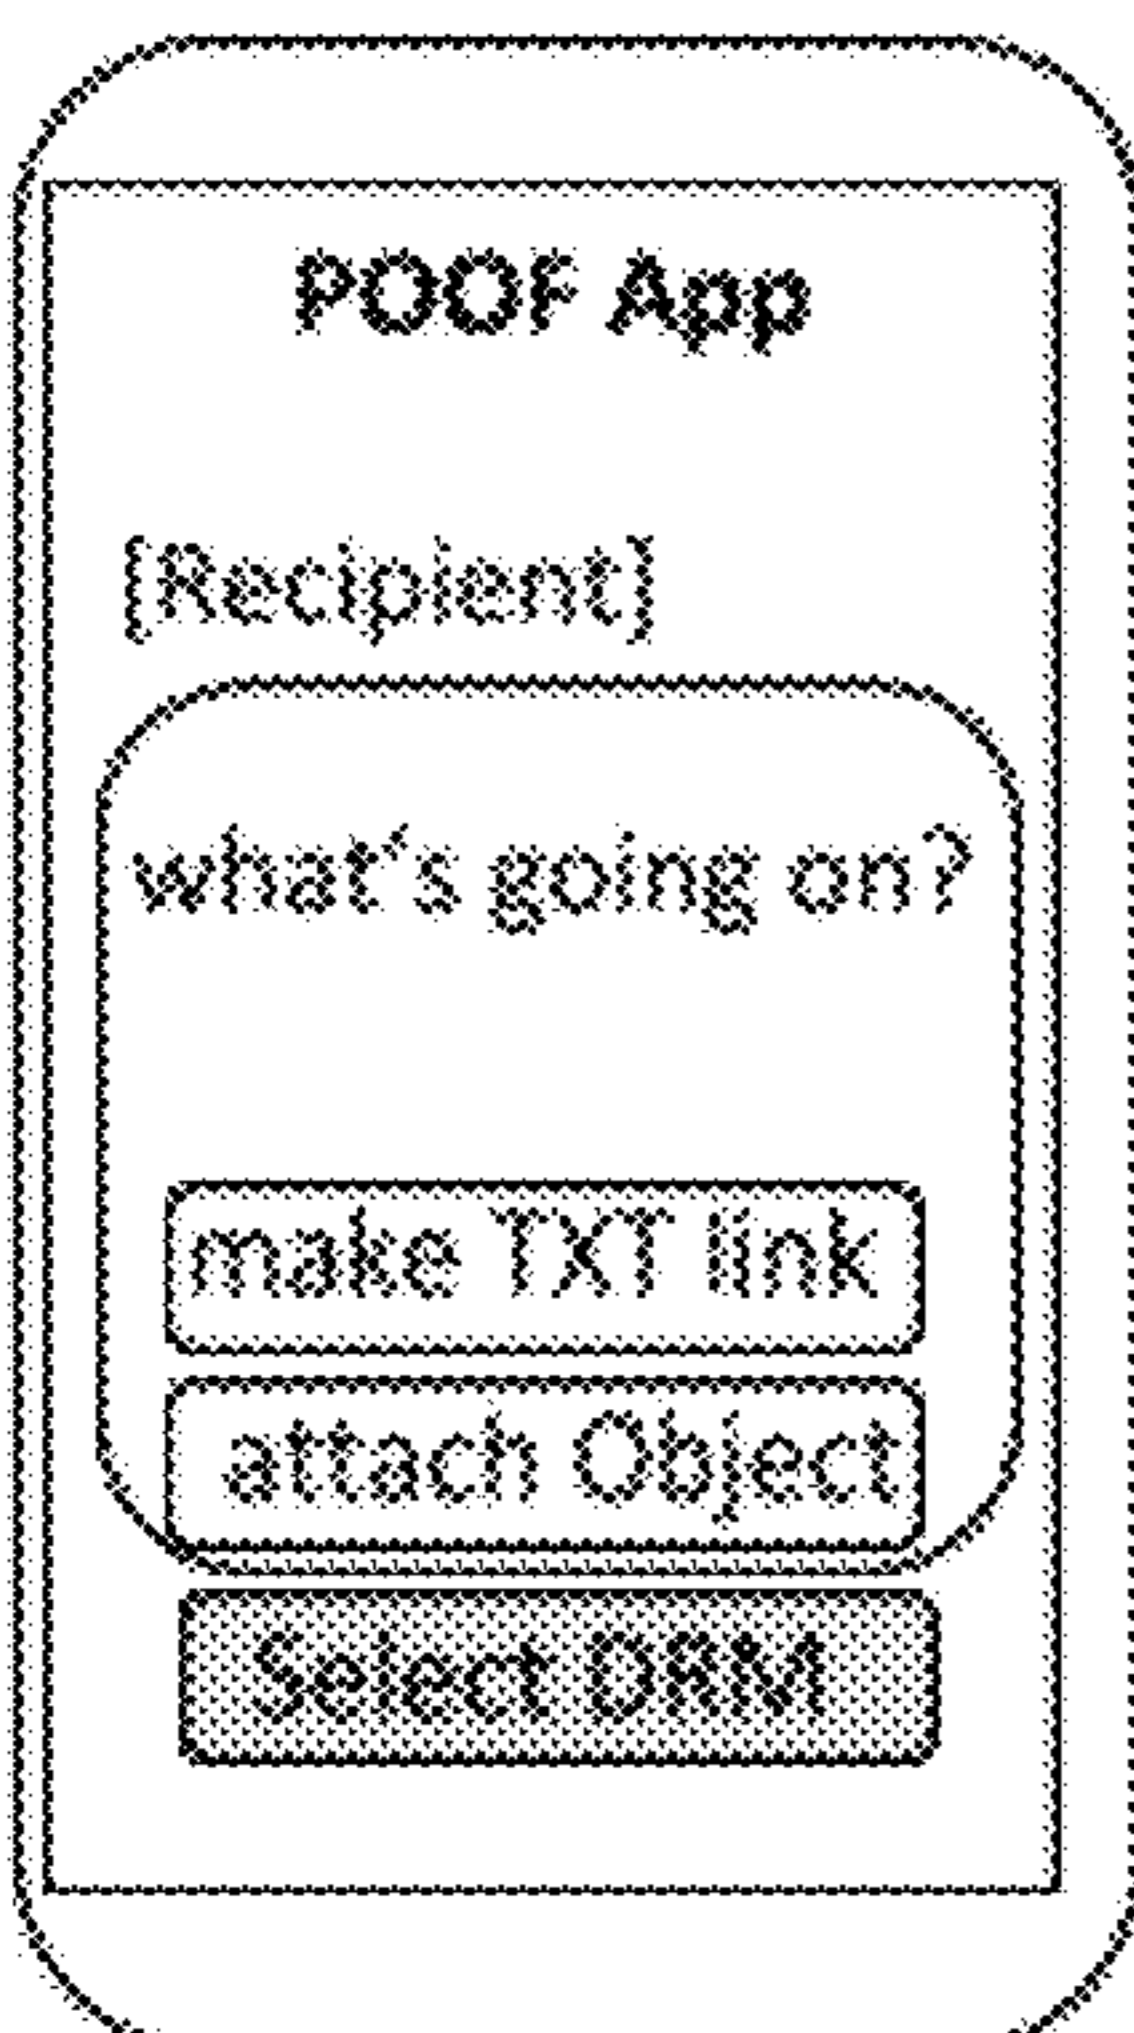 POOF App
[Recipient]
what's going on?
make TXT link
attach Object
Select DRM